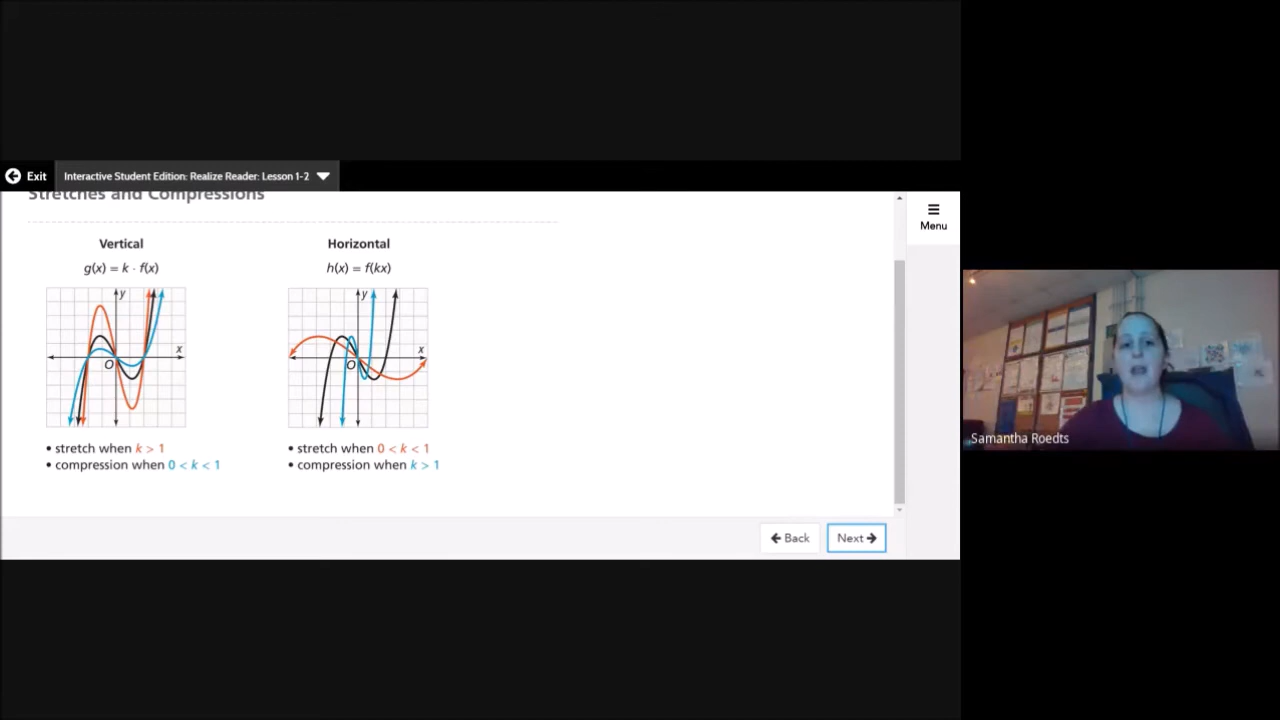 Exit
Interactive Student Edition: Realize Reader: Lesson 1-2
Stretches and Compressions
Menu
Vertical
Horizontal
g(x) = k · f(x)
h(x) = f(kx)
y
x
O
y
x
O
• stretch when k > 1
• compression when 0 < k < 1
• stretch when 0 < k < 1
• compression when k > 1
Back
Next
Samantha Roedts